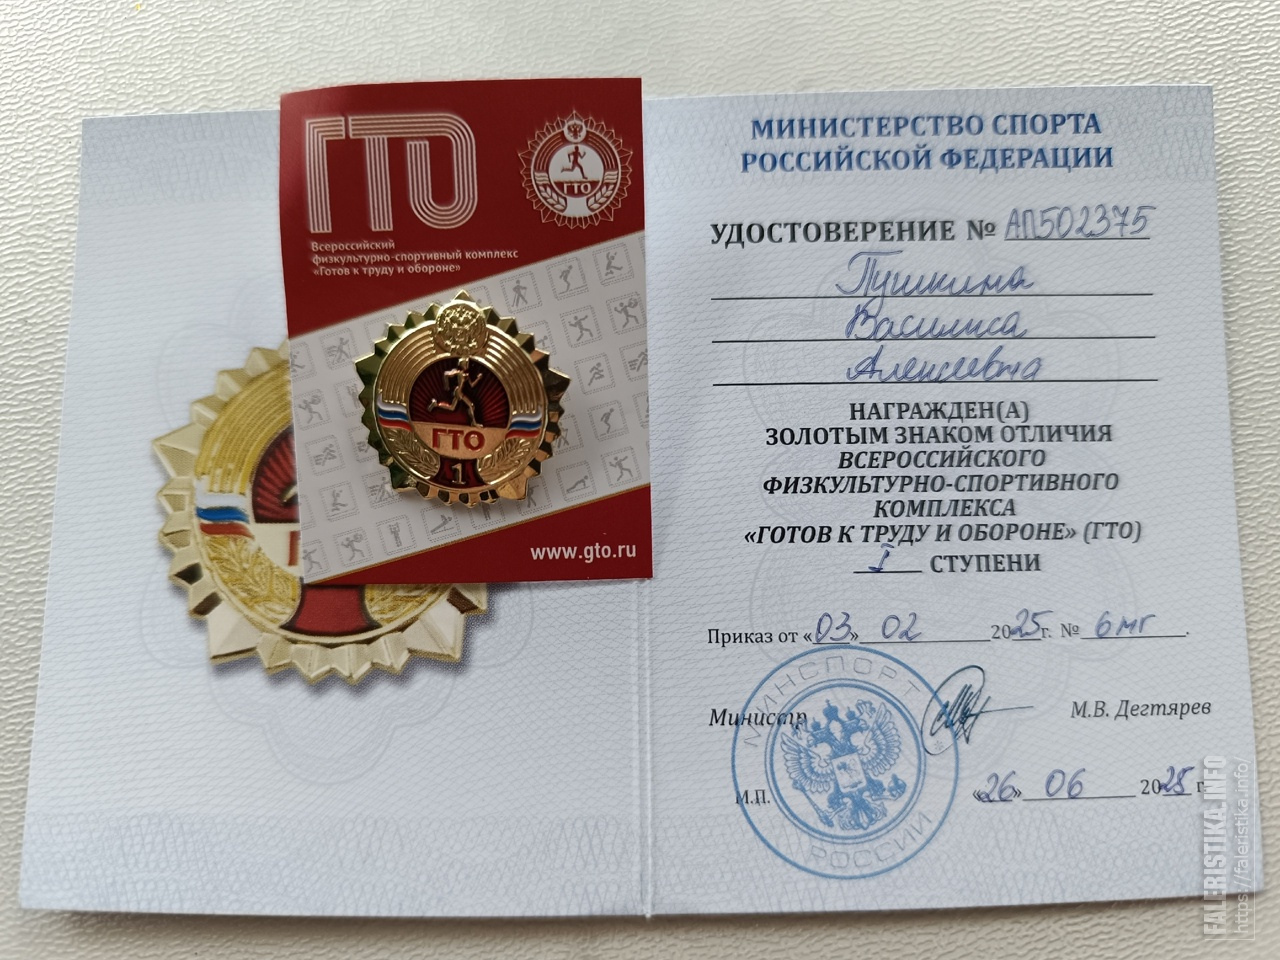 ГТО
ГТО
Всероссийский
физкультурно-спортивный комплекс
«Готов к труду и обороне»
ГТО
1
www.gto.ru
МИНИСТЕРСТВО СПОРТА
РОССИЙСКОЙ ФЕДЕРАЦИИ
УДОСТОВЕРЕНИЕ № АП502375
Пушкина
Василиса
Алексеевна
НАГРАЖДЕН(А)
ЗОЛОТЫМ ЗНАКОМ ОТЛИЧИЯ
ВСЕРОССИЙСКОГО
ФИЗКУЛЬТУРНО-СПОРТИВНОГО
КОМПЛЕКСА
«ГОТОВ К ТРУДУ И ОБОРОНЕ» (ГТО)
I СТУПЕНИ
Приказ от «03» 02 2025г. № 6мг.
МИНСПОРТ
РОССИИ
Министр М.В. Дегтярев
М.П. «26» 06 2025 г.
FALERISTIKA.INFO
https://faleristika.info/